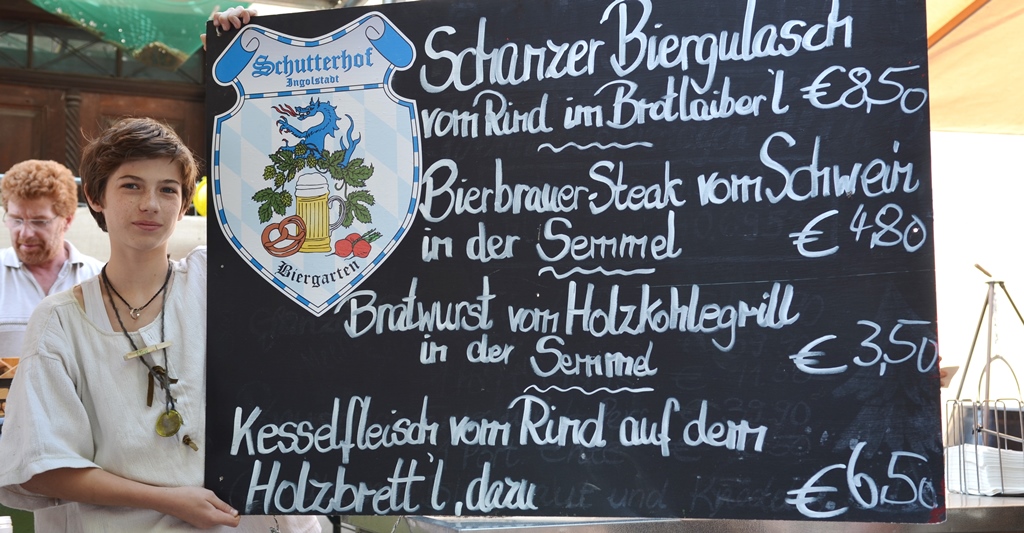 Schutterhof
Ingolstadt
Biergarten
Schanzer Biergulasch
vom Rind im Brotlaiberl €8,50
Bierbrauer-Steak vom Schwein
in der Semmel €4,80
Bratwurst vom Holzkohlegrill
in der Semmel €3,50
Kesselfleisch vom Rind auf dem
Holzbrett'l, dazu €6,50